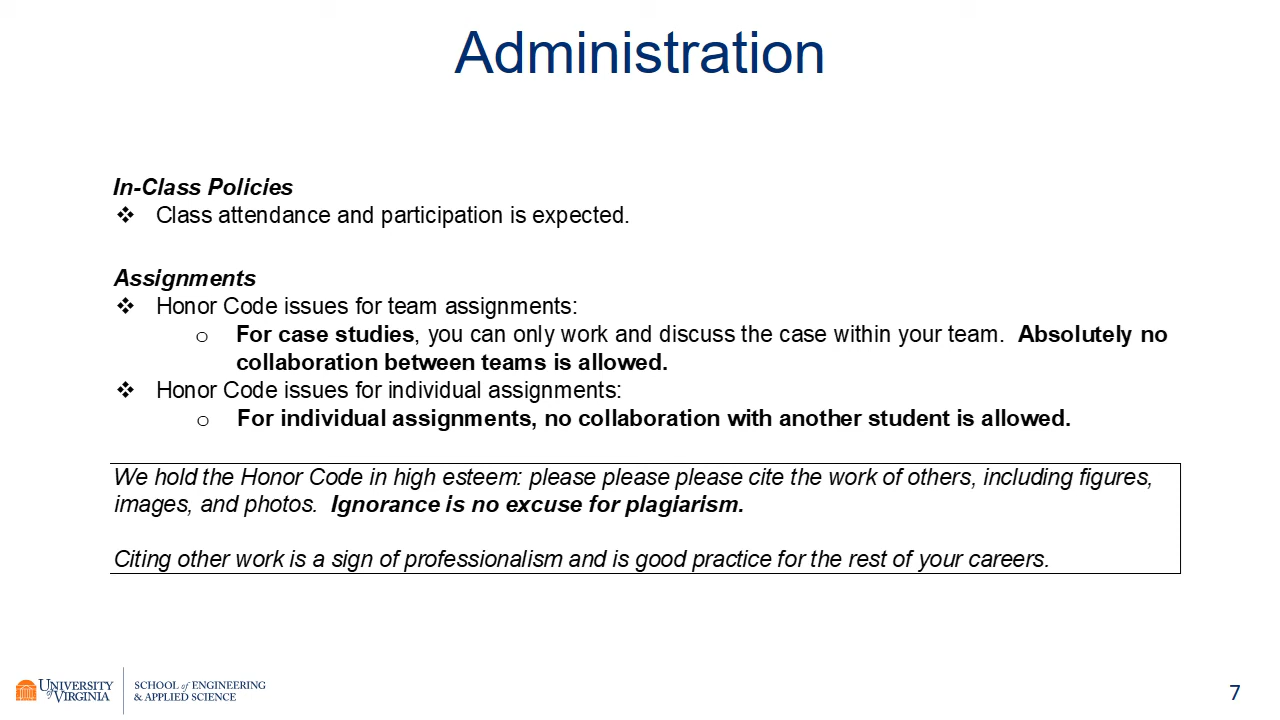 Administration
In-Class Policies
❖ Class attendance and participation is expected.
Assignments
❖ Honor Code issues for team assignments:
o For case studies, you can only work and discuss the case within your team. Absolutely no
collaboration between teams is allowed.
❖ Honor Code issues for individual assignments:
o For individual assignments, no collaboration with another student is allowed.
We hold the Honor Code in high esteem: please please please cite the work of others, including figures,
images, and photos. Ignorance is no excuse for plagiarism.
Citing other work is a sign of professionalism and is good practice for the rest of your careers.
UNIVERSITY
of VIRGINIA
SCHOOL of ENGINEERING
& APPLIED SCIENCE
7